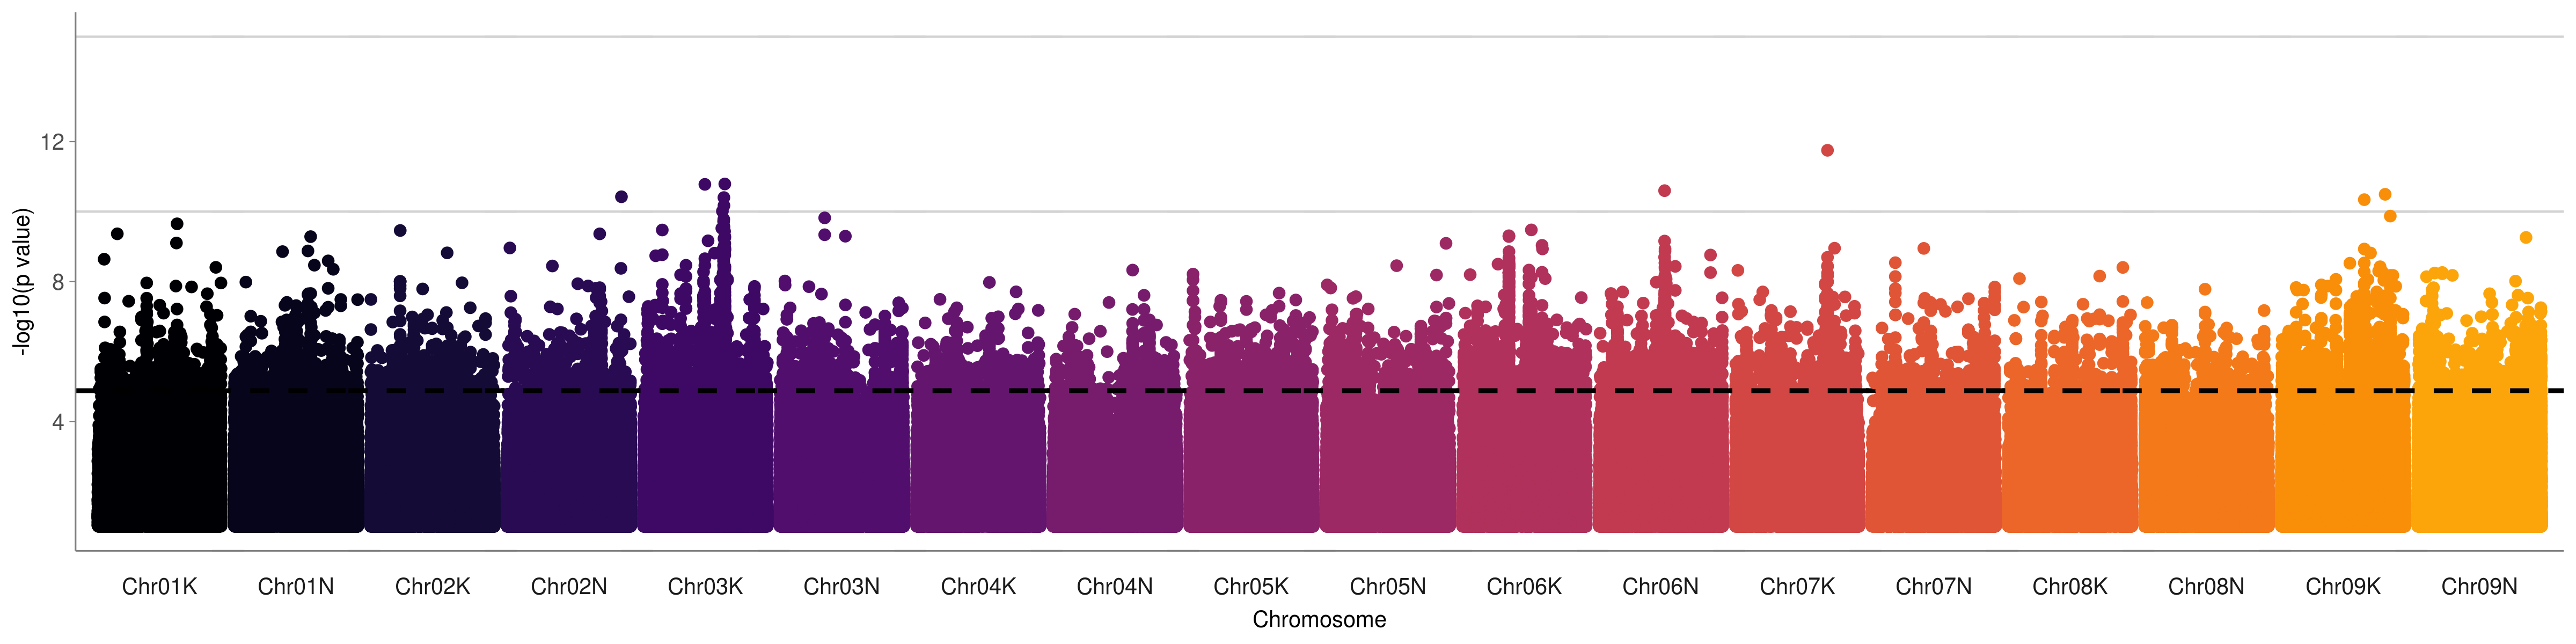 -log10(p value)
12
8
4
Chr01K Chr01N Chr02K Chr02N Chr03K Chr03N Chr04K Chr04N Chr05K Chr05N Chr06K Chr06N Chr07K Chr07N Chr08K Chr08N Chr09K Chr09N
Chromosome